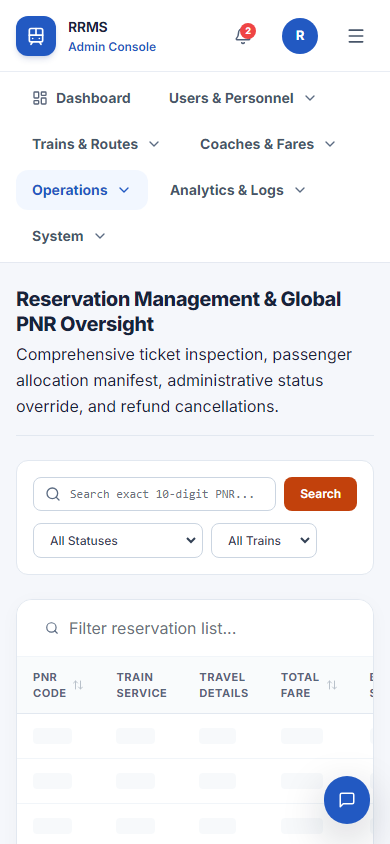 RRMS
Admin Console
2
R
Dashboard
Users & Personnel
Trains & Routes
Coaches & Fares
Operations
Analytics & Logs
System
Reservation Management & Global
PNR Oversight
Comprehensive ticket inspection, passenger
allocation manifest, administrative status
override, and refund cancellations.
Search exact 10-digit PNR...
Search
All Statuses
All Trains
Filter reservation list...
PNR CODE
TRAIN SERVICE
TRAVEL DETAILS
TOTAL FARE